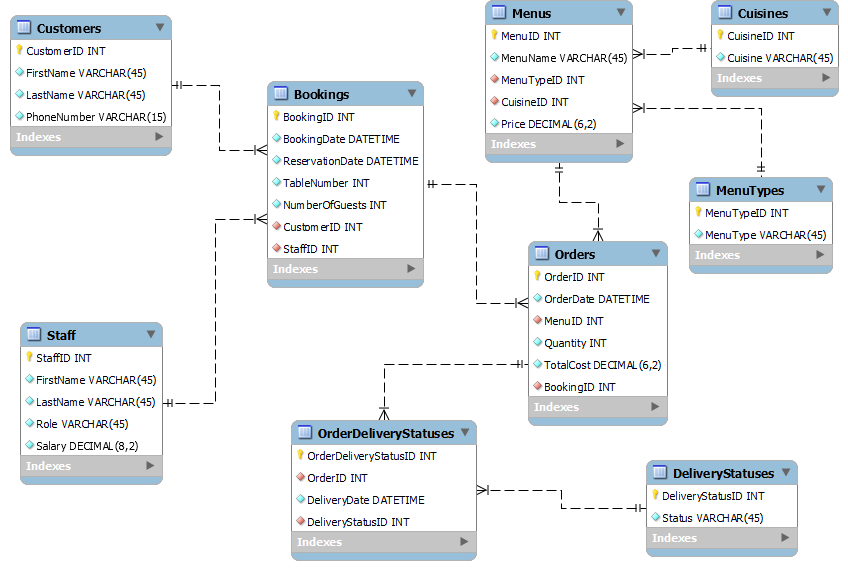 Customers
CustomerID INT
FirstName VARCHAR(45)
LastName VARCHAR(45)
PhoneNumber VARCHAR(15)
Indexes
Bookings
BookingID INT
BookingDate DATETIME
ReservationDate DATETIME
TableNumber INT
NumberOfGuests INT
CustomerID INT
StaffID INT
Indexes
Menus
MenuID INT
MenuName VARCHAR(45)
MenuTypeID INT
CuisineID INT
Price DECIMAL(6,2)
Indexes
Cuisines
CuisineID INT
Cuisine VARCHAR(45)
Indexes
MenuTypes
MenuTypeID INT
MenuType VARCHAR(45)
Indexes
Orders
OrderID INT
OrderDate DATETIME
MenuID INT
Quantity INT
TotalCost DECIMAL(6,2)
BookingID INT
Indexes
Staff
StaffID INT
FirstName VARCHAR(45)
LastName VARCHAR(45)
Role VARCHAR(45)
Salary DECIMAL(8,2)
Indexes
OrderDeliveryStatuses
OrderDeliveryStatusID INT
OrderID INT
DeliveryDate DATETIME
DeliveryStatusID INT
Indexes
DeliveryStatuses
DeliveryStatusID INT
Status VARCHAR(45)
Indexes